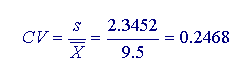 CV = s / X̅ = 2.3452 / 9.5 = 0.2468